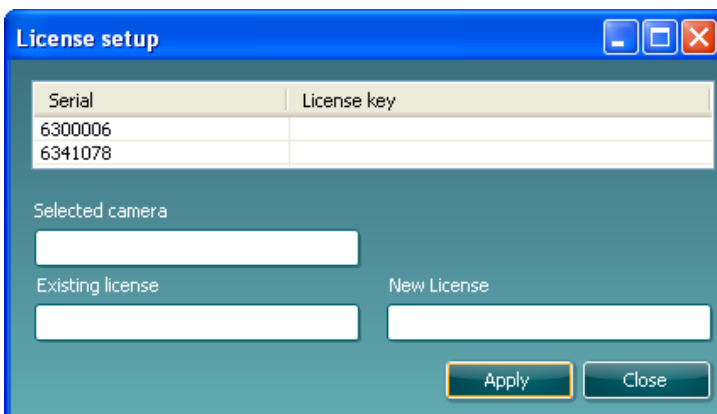 License setup
Serial License key
6300006
6341078
Selected camera
Existing license New License
Apply Close